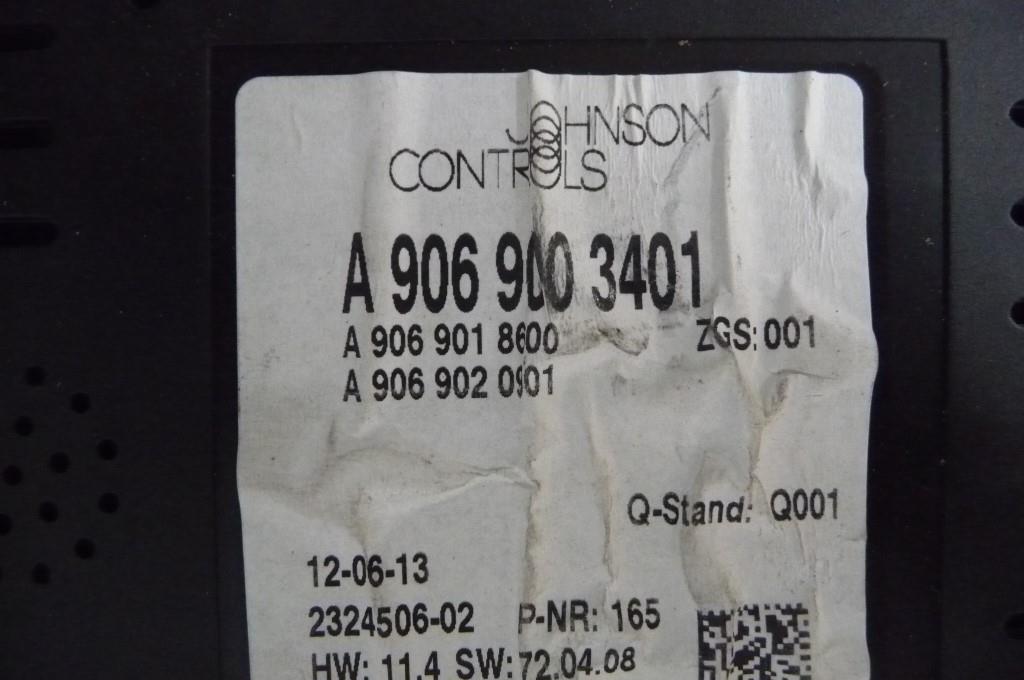 JOHNSON
CONTROLS
A 906 900 3401
A 906 901 8600 ZGS: 001
A 906 902 0901
Q-Stand: Q001
12-06-13
2324506-02 P-NR: 165
HW: 11.4 SW: 72.04.08